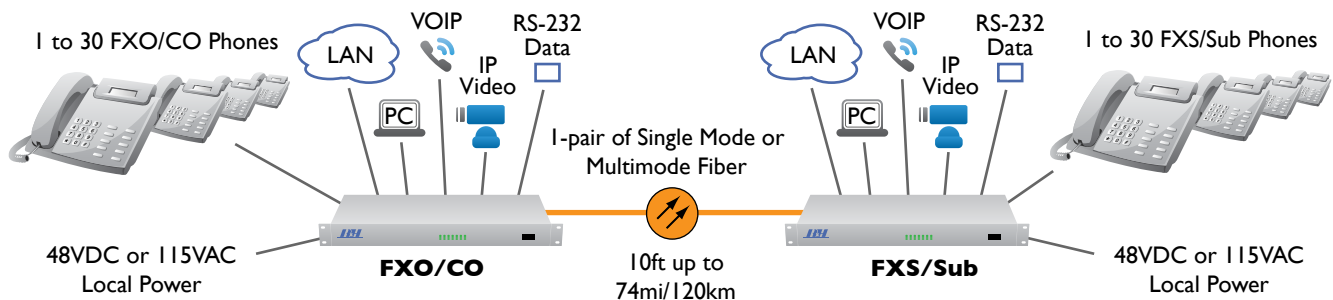 1 to 30 FXO/CO Phones
LAN
VOIP
RS-232
Data
IP
Video
PC
1-pair of Single Mode or
Multimode Fiber
10ft up to
74mi/120km
48VDC or 115VAC
Local Power
FXO/CO
LAN
VOIP
RS-232
Data
IP
Video
PC
1 to 30 FXS/Sub Phones
FXS/Sub
48VDC or 115VAC
Local Power